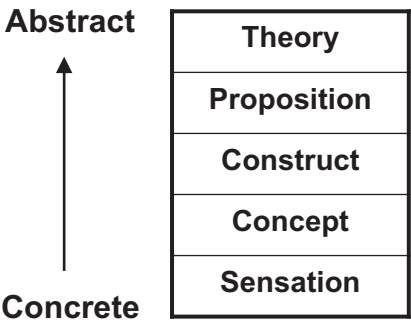 Abstract
Theory
Proposition
Construct
Concept
Sensation
Concrete